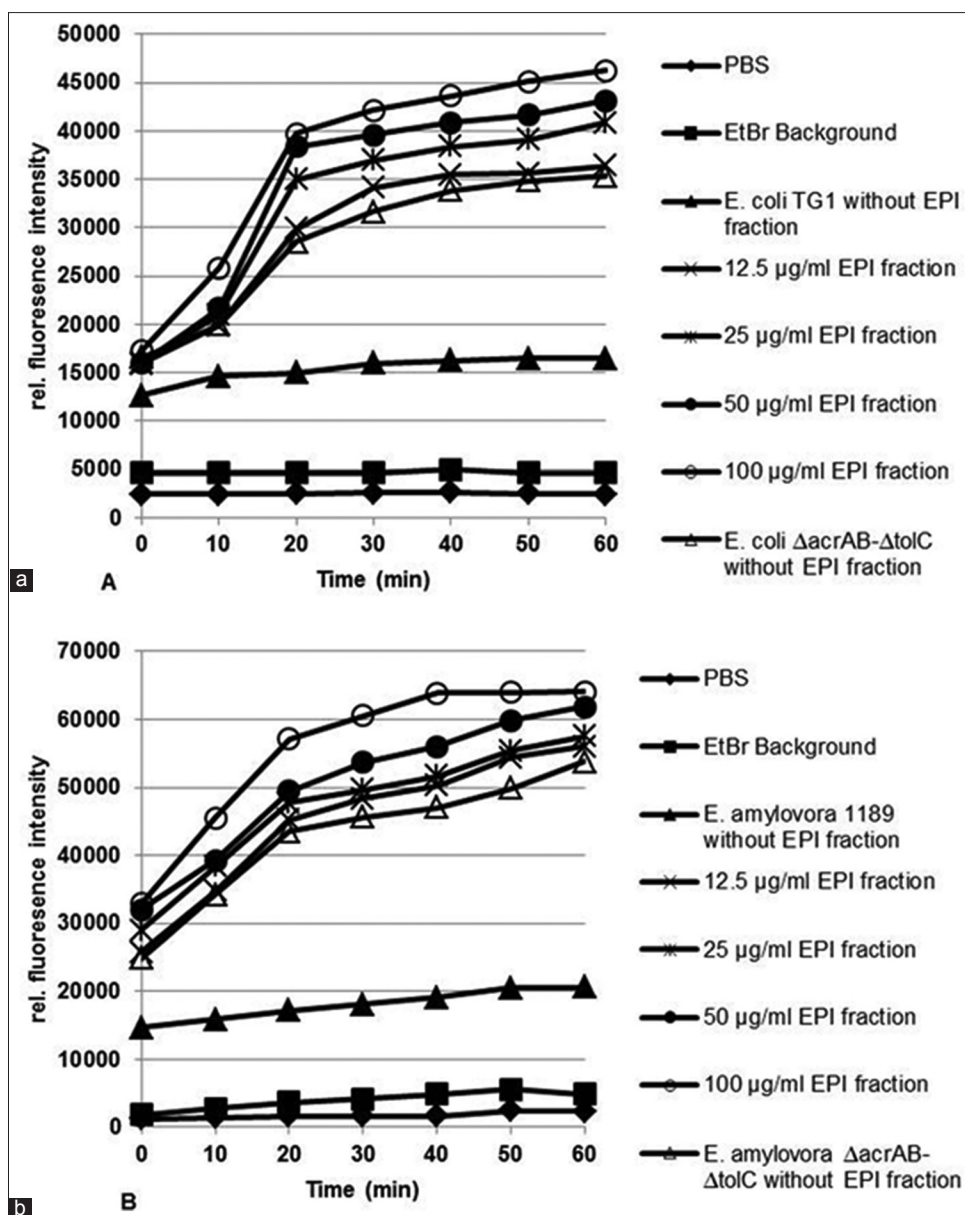 50000
45000
40000
35000
30000
25000
20000
15000
10000
5000
0
rel. fluoresence intensity
0 10 20 30 40 50 60
Time (min)
a
A
PBS
EtBr Background
E. coli TG1 without EPI
fraction
12.5 µg/ml EPI fraction
25 µg/ml EPI fraction
50 µg/ml EPI fraction
100 µg/ml EPI fraction
E. coli ΔacrAB-ΔtolC
without EPI fraction
70000
60000
50000
40000
30000
20000
10000
0
rel. fluoresence intensity
0 10 20 30 40 50 60
Time (min)
b
B
PBS
EtBr Background
E. amylovora 1189
without EPI fraction
12.5 µg/ml EPI fraction
25 µg/ml EPI fraction
50 µg/ml EPI fraction
100 µg/ml EPI fraction
E. amylovora ΔacrAB-
ΔtolC without EPI fraction